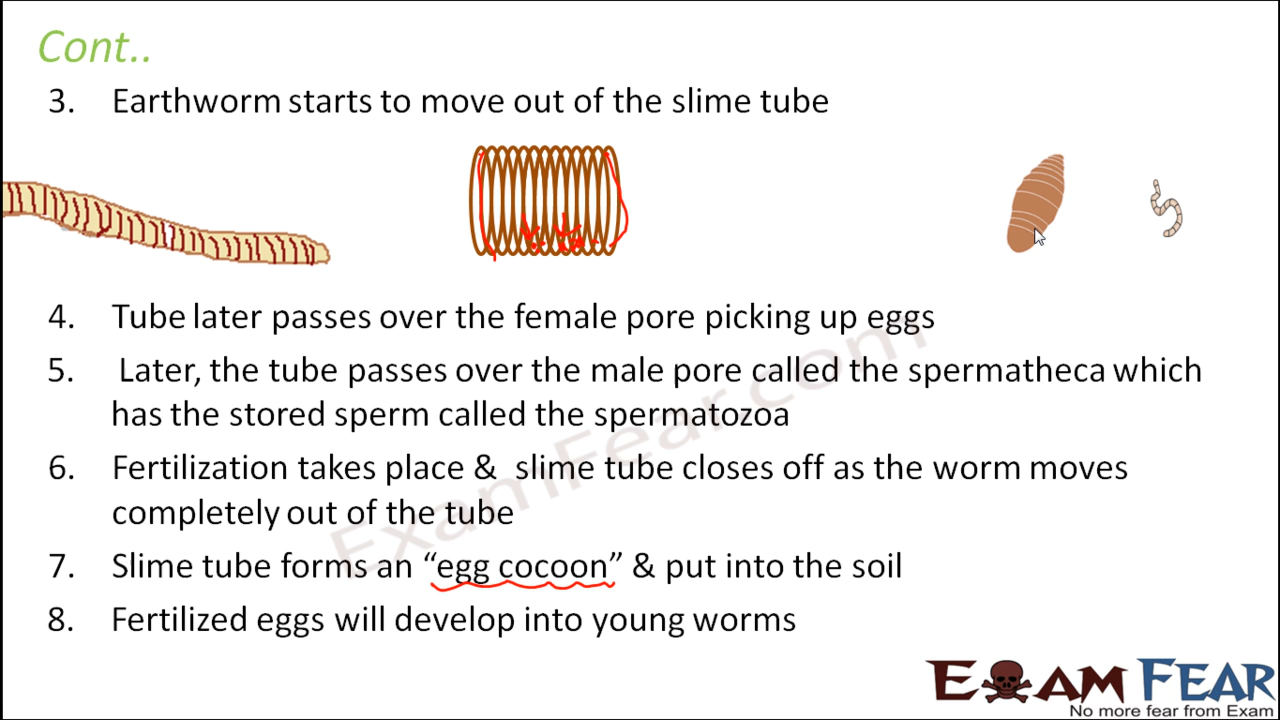 Cont..
3. Earthworm starts to move out of the slime tube
4. Tube later passes over the female pore picking up eggs
5. Later, the tube passes over the male pore called the spermatheca which
has the stored sperm called the spermatozoa
6. Fertilization takes place & slime tube closes off as the worm moves
completely out of the tube
7. Slime tube forms an “egg cocoon” & put into the soil
8. Fertilized eggs will develop into young worms
ExamFear.com
EXAM FEAR
No more fear from Exam